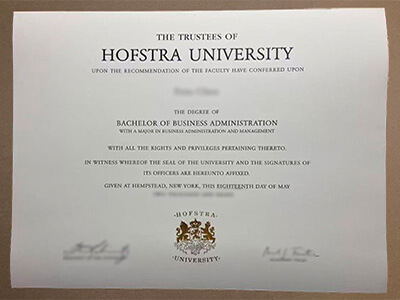 THE TRUSTEES OF
HOFSTRA UNIVERSITY
UPON THE RECOMMENDATION OF THE FACULTY HAVE CONFERRED UPON
THE DEGREE OF
BACHELOR OF BUSINESS ADMINISTRATION
WITH A MAJOR IN BUSINESS ADMINISTRATION AND MANAGEMENT
WITH ALL THE RIGHTS AND PRIVILEGES PERTAINING THERETO.
IN WITNESS WHEREOF THE SEAL OF THE UNIVERSITY AND THE SIGNATURES OF
ITS OFFICERS ARE HEREUNTO AFFIXED.
GIVEN AT HEMPSTEAD, NEW YORK, THIS EIGHTEENTH DAY OF MAY
·HOFSTRA·
·UNIVERSITY·